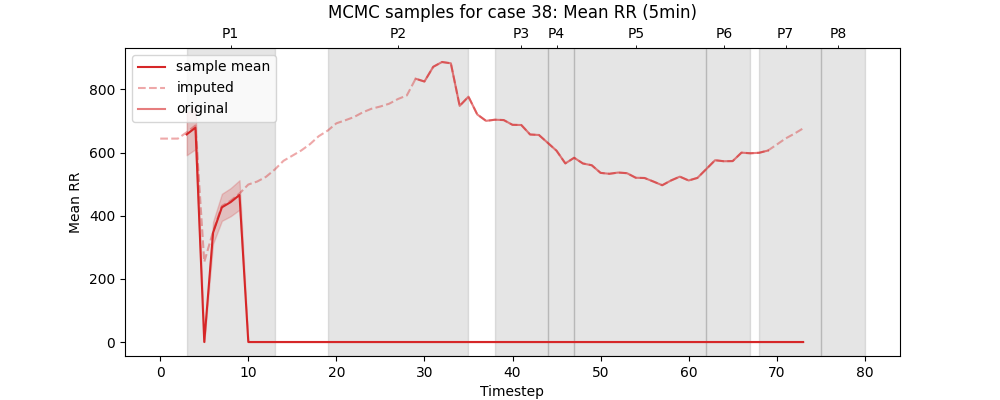 MCMC samples for case 38: Mean RR (5min)
P1 P2 P3 P4 P5 P6 P7 P8
sample mean
imputed
original
Mean RR
800
600
400
200
0
0 10 20 30 40 50 60 70 80
Timestep